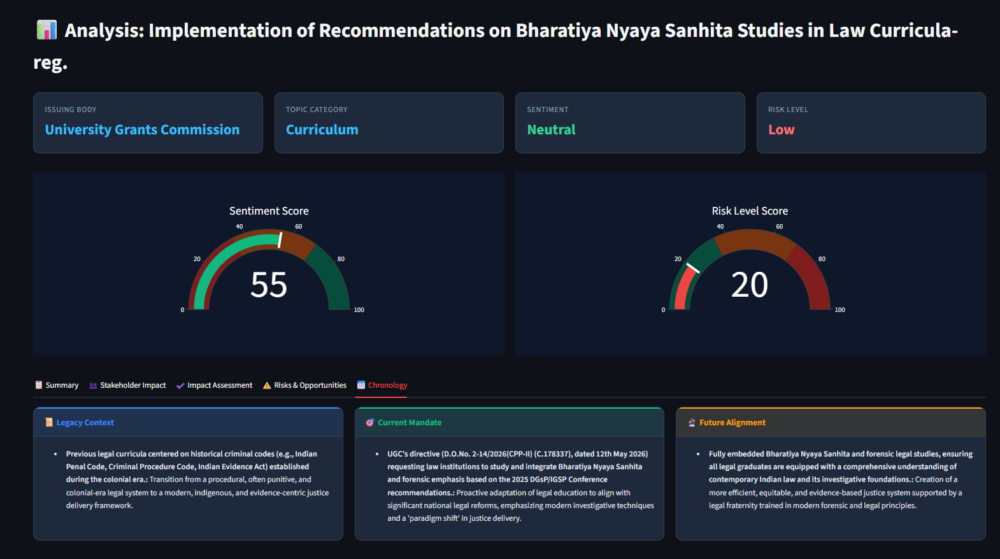 Analysis: Implementation of Recommendations on Bharatiya Nyaya Sanhita Studies in Law Curricula-
reg.
ISSUING BODY
University Grants Commission
TOPIC CATEGORY
Curriculum
SENTIMENT
Neutral
RISK LEVEL
Low
Sentiment Score
0
20
40
60
80
100
55
Risk Level Score
0
20
40
60
80
100
20
Summary
Stakeholder Impact
Impact Assessment
Risks & Opportunities
Chronology
Legacy Context
Previous legal curricula centered on historical criminal codes (e.g., Indian
Penal Code, Criminal Procedure Code, Indian Evidence Act) established
during the colonial era.: Transition from a procedural, often punitive, and
colonial-era legal system to a modern, indigenous, and evidence-centric justice
delivery framework.
Current Mandate
UGC's directive (D.O.No. 2-14/2026(CPP-II) (C.178337), dated 12th May 2026)
requesting law institutions to study and integrate Bharatiya Nyaya Sanhita
and forensic emphasis based on the 2025 DGsP/IGSP Conference
recommendations.: Proactive adaptation of legal education to align with
significant national legal reforms, emphasizing modern investigative techniques
and a 'paradigm shift' in justice delivery.
Future Alignment
Fully embedded Bharatiya Nyaya Sanhita and forensic legal studies, ensuring
all legal graduates are equipped with a comprehensive understanding of
contemporary Indian law and its investigative foundations.: Creation of a
more efficient, equitable, and evidence-based justice system supported by a
legal fraternity trained in modern forensic and legal principles.